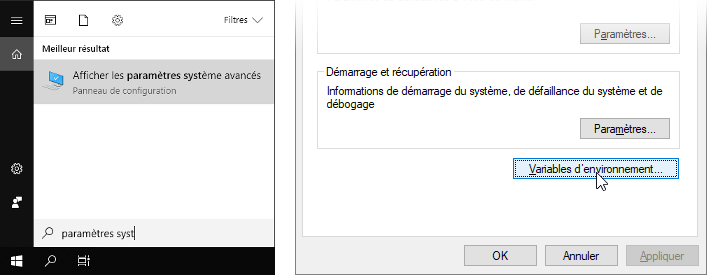 Filtres
Meilleur résultat
Afficher les paramètres système avancés
Panneau de configuration
paramètres syst
Paramètres...
Démarrage et récupération
Informations de démarrage du système, de défaillance du système et de
débogage
Paramètres...
Variables d'environnement...
OK
Annuler
Appliquer